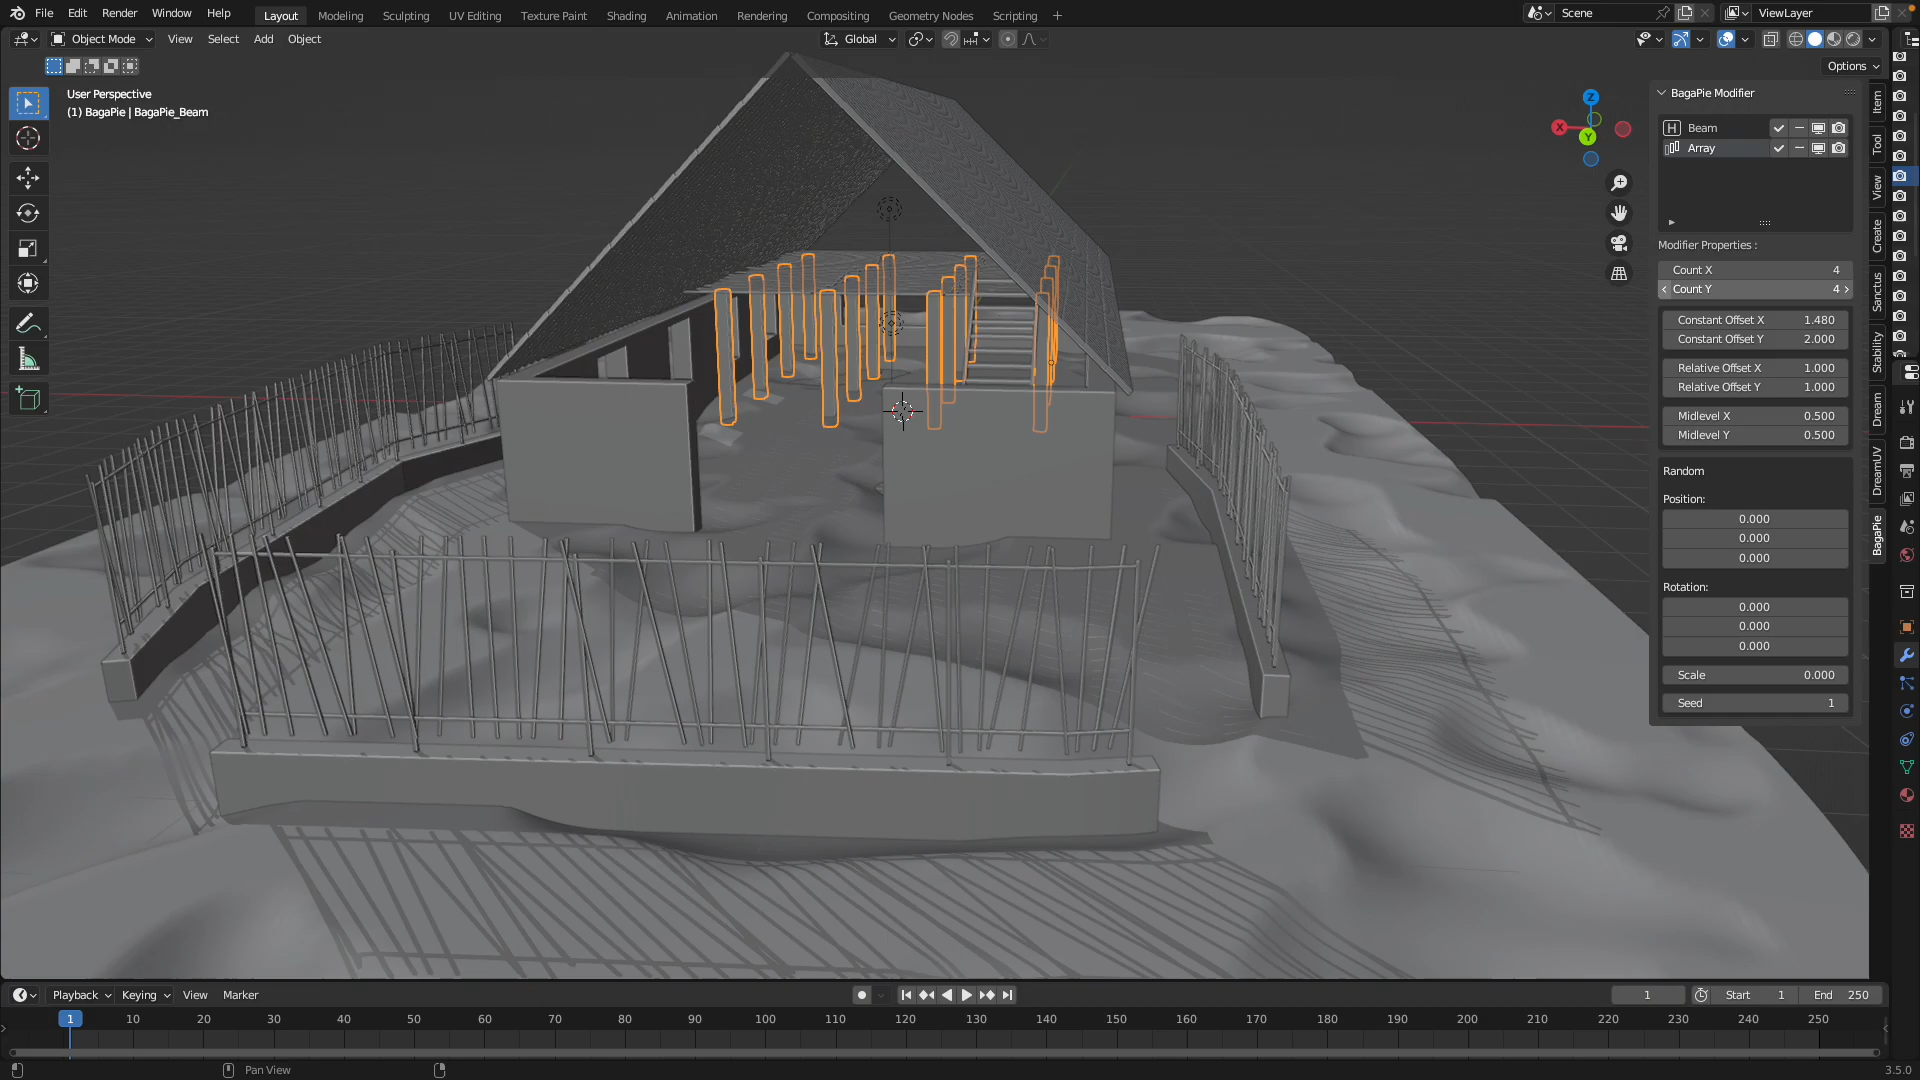 File Edit Render Window Help Layout Modeling Sculpting UV Editing Texture Paint Shading Animation Rendering Compositing Geometry Nodes Scripting + Scene ViewLayer
Object Mode View Select Add Object Global
Options
User Perspective
(1) BagaPie | BagaPie_Beam
Z
X
Y
BagaPie Modifier
Beam
Array
Modifier Properties :
Count X 4
Count Y 4
Constant Offset X 1.480
Constant Offset Y 2.000
Relative Offset X 1.000
Relative Offset Y 1.000
Midlevel X 0.500
Midlevel Y 0.500
Random
Position:
0.000
0.000
0.000
Rotation:
0.000
0.000
0.000
Scale 0.000
Seed 1
Item
Tool
View
Create
Sanctus
Stability
Dream
DreamUV
BagaPie
Playback Keying View Marker 1 Start 1 End 250
1 10 20 30 40 50 60 70 80 90 100 110 120 130 140 150 160 170 180 190 200 210 220 230 240 250
Pan View 3.5.0